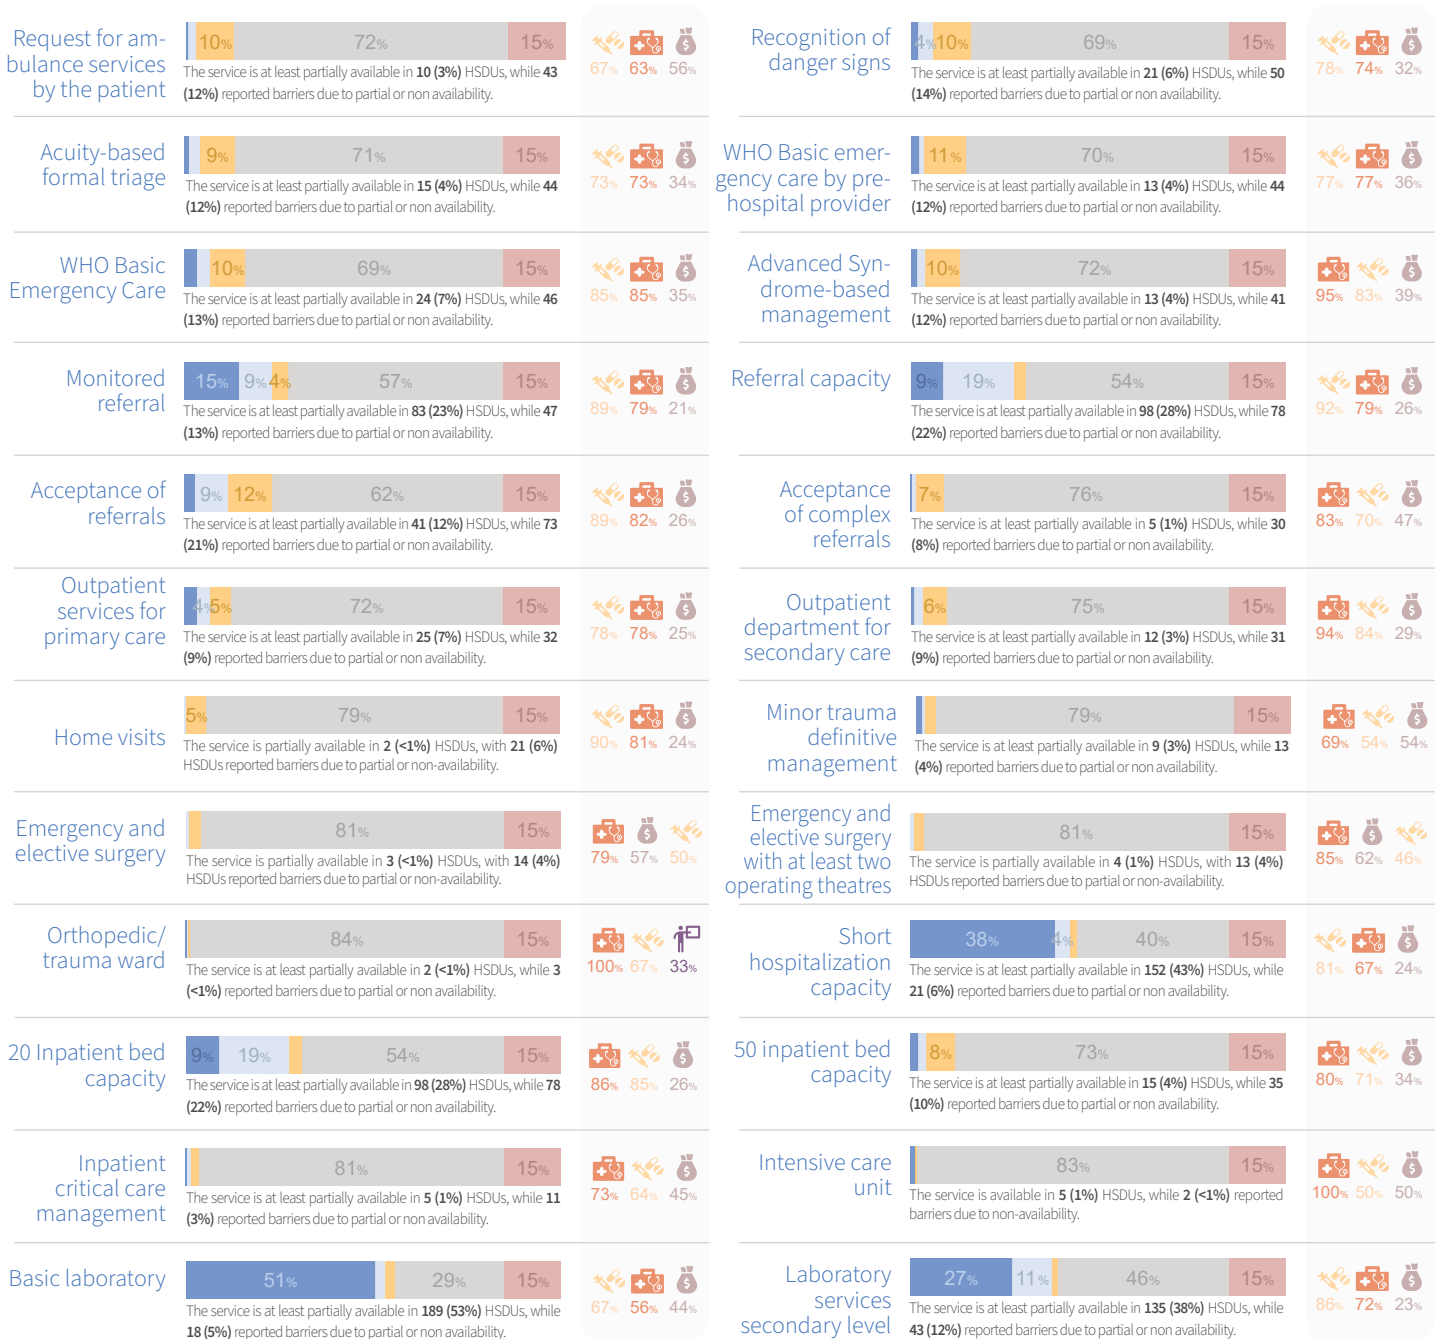 Request for am-
bulance services
by the patient
10%
72%
15%
The service is at least partially available in 10 (3%) HSDUs, while 43
(12%) reported barriers due to partial or non availability.
67% 63% 56%
Recognition of
danger signs
4%
10%
69%
15%
The service is at least partially available in 21 (6%) HSDUs, while 50
(14%) reported barriers due to partial or non availability.
78% 74% 32%
Acuity-based
formal triage
9%
71%
15%
The service is at least partially available in 15 (4%) HSDUs, while 44
(12%) reported barriers due to partial or non availability.
73% 73% 34%
WHO Basic emer-
gency care by pre-
hospital provider
11%
70%
15%
The service is at least partially available in 13 (4%) HSDUs, while 44
(12%) reported barriers due to partial or non availability.
77% 77% 36%
WHO Basic
Emergency Care
10%
69%
15%
The service is at least partially available in 24 (7%) HSDUs, while 46
(13%) reported barriers due to partial or non availability.
85% 85% 35%
Advanced Syn-
drome-based
management
10%
72%
15%
The service is at least partially available in 13 (4%) HSDUs, while 41
(12%) reported barriers due to partial or non availability.
95% 83% 39%
Monitored
referral
15%
9%
4%
57%
15%
The service is at least partially available in 83 (23%) HSDUs, while 47
(13%) reported barriers due to partial or non availability.
89% 79% 21%
Referral capacity
9%
19%
54%
15%
The service is at least partially available in 98 (28%) HSDUs, while 78
(22%) reported barriers due to partial or non availability.
92% 79% 26%
Acceptance of
referrals
9%
12%
62%
15%
The service is at least partially available in 41 (12%) HSDUs, while 73
(21%) reported barriers due to partial or non availability.
89% 82% 26%
Acceptance
of complex
referrals
7%
76%
15%
The service is at least partially available in 5 (1%) HSDUs, while 30
(8%) reported barriers due to partial or non availability.
83% 70% 47%
Outpatient
services for
primary care
4%
5%
72%
15%
The service is at least partially available in 25 (7%) HSDUs, while 32
(9%) reported barriers due to partial or non availability.
78% 78% 25%
Outpatient
department for
secondary care
6%
75%
15%
The service is at least partially available in 12 (3%) HSDUs, while 31
(9%) reported barriers due to partial or non availability.
94% 84% 29%
Home visits
5%
79%
15%
The service is partially available in 2 (<1%) HSDUs, with 21 (6%)
HSDUs reported barriers due to partial or non-availability.
90% 81% 24%
Minor trauma
definitive
management
79%
15%
The service is at least partially available in 9 (3%) HSDUs, while 13
(4%) reported barriers due to partial or non availability.
69% 54% 54%
Emergency and
elective surgery
81%
15%
The service is partially available in 3 (<1%) HSDUs, with 14 (4%)
HSDUs reported barriers due to partial or non-availability.
79% 57% 50%
Emergency and
elective surgery
with at least two
operating theatres
81%
15%
The service is partially available in 4 (1%) HSDUs, with 13 (4%)
HSDUs reported barriers due to partial or non-availability.
85% 62% 46%
Orthopedic/
trauma ward
84%
15%
The service is at least partially available in 2 (<1%) HSDUs, while 3
(<1%) reported barriers due to partial or non availability.
100% 67% 33%
Short
hospitalization
capacity
38%
4%
40%
15%
The service is at least partially available in 152 (43%) HSDUs, while
21 (6%) reported barriers due to partial or non availability.
81% 67% 24%
20 Inpatient bed
capacity
9%
19%
54%
15%
The service is at least partially available in 98 (28%) HSDUs, while 78
(22%) reported barriers due to partial or non availability.
86% 85% 26%
50 inpatient bed
capacity
8%
73%
15%
The service is at least partially available in 15 (4%) HSDUs, while 35
(10%) reported barriers due to partial or non availability.
80% 71% 34%
Inpatient
critical care
management
81%
15%
The service is at least partially available in 5 (1%) HSDUs, while 11
(3%) reported barriers due to partial or non availability.
73% 64% 45%
Intensive care
unit
83%
15%
The service is available in 5 (1%) HSDUs, while 2 (<1%) reported
barriers due to non-availability.
100% 50% 50%
Basic laboratory
51%
29%
15%
The service is at least partially available in 189 (53%) HSDUs, while
18 (5%) reported barriers due to partial or non availability.
67% 56% 44%
Laboratory
services
secondary level
27%
11%
46%
15%
The service is at least partially available in 135 (38%) HSDUs, while
43 (12%) reported barriers due to partial or non availability.
86% 72% 23%